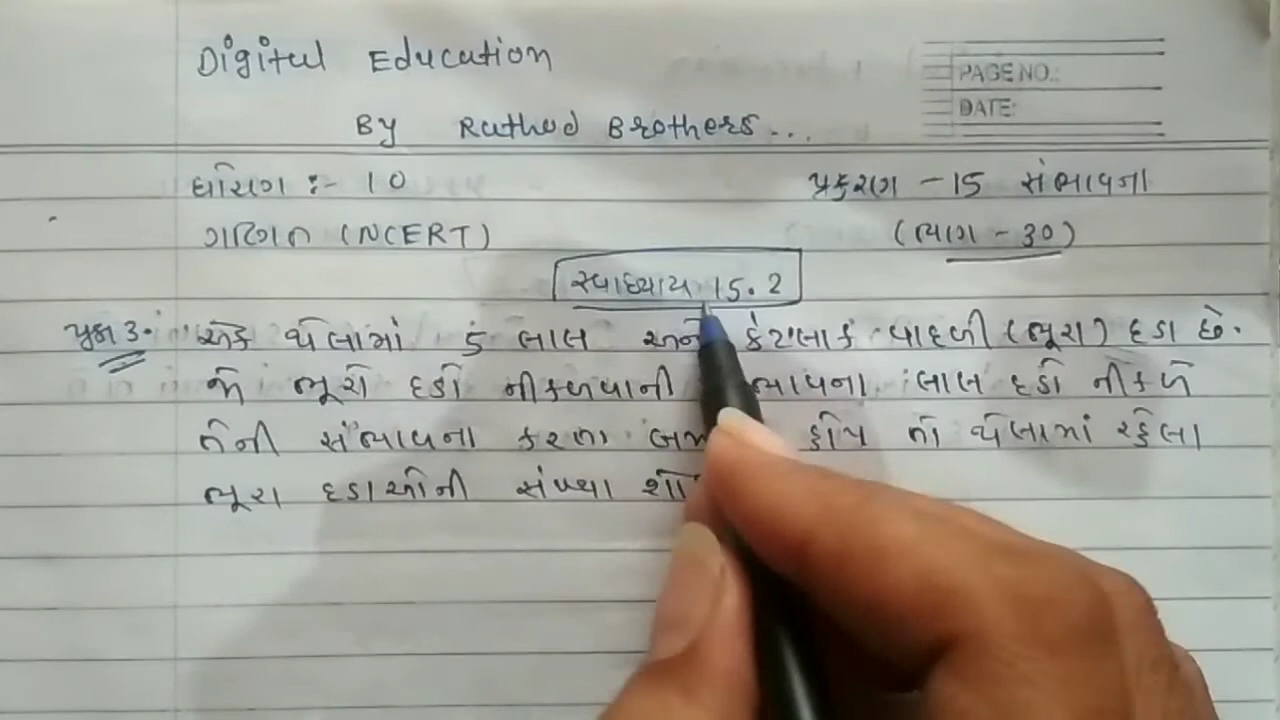 Digital Education
By Rathod Brothers...
PAGE NO.:
DATE:
ધોરણ :- 10
પ્રકરણ - 15 સંભાવના
ગણિત (NCERT)
(ભાગ - 30)
સ્વાધ્યાય 15.2
પ્રશ્ન 3. એક થેલામાં 5 લાલ અને કેટલાક વાદળી (ભૂરા) દડા છે.
જો ભૂરો દડો નીકળવાની લાલ દડો નીકળે
તેની સંભાવના કરતા હોય તો થેલામાં રહેલા
ભૂરા દડાઓની સંખ્યા